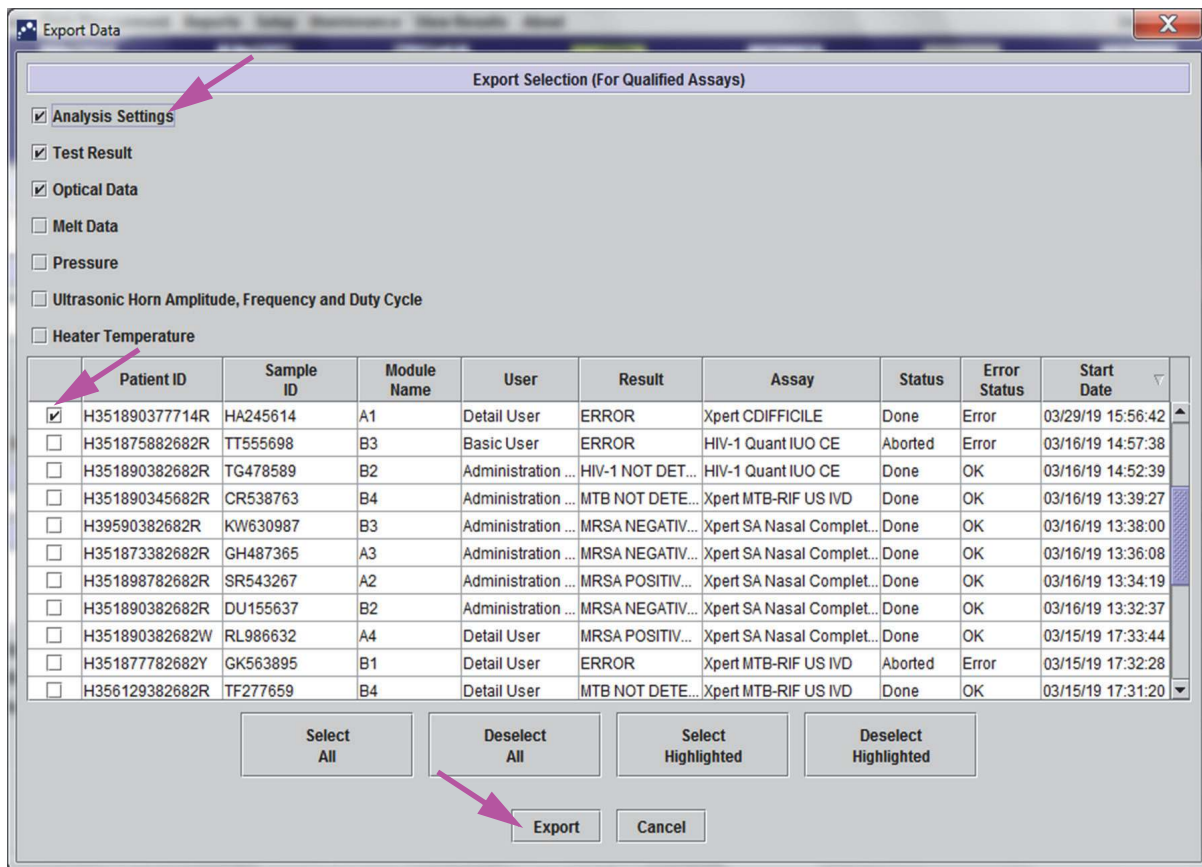 Export Data
Export Selection (For Qualified Assays)
Analysis Settings
Test Result
Optical Data
Melt Data
Pressure
Ultrasonic Horn Amplitude, Frequency and Duty Cycle
Heater Temperature
Patient ID Sample ID Module Name User Result Assay Status Error Status Start Date
H351890377714R HA245614 A1 Detail User ERROR Xpert CDIFFICILE Done Error 03/29/19 15:56:42
H351875882682R TT555698 B3 Basic User ERROR HIV-1 Quant IUO CE Aborted Error 03/16/19 14:57:38
H351890382682R TG478589 B2 Administration ... HIV-1 NOT DET... HIV-1 Quant IUO CE Done OK 03/16/19 14:52:39
H351890345682R CR538763 B4 Administration ... MTB NOT DETE... Xpert MTB-RIF US IVD Done OK 03/16/19 13:39:27
H39590382682R KW630987 B3 Administration ... MRSA NEGATIV... Xpert SA Nasal Complet... Done OK 03/16/19 13:38:00
H351873382682R GH487365 A3 Administration ... MRSA NEGATIV... Xpert SA Nasal Complet... Done OK 03/16/19 13:36:08
H351898782682R SR543267 A2 Administration ... MRSA POSITIV... Xpert SA Nasal Complet... Done OK 03/16/19 13:34:19
H351890382682R DU155637 B2 Administration ... MRSA NEGATIV... Xpert SA Nasal Complet... Done OK 03/16/19 13:32:37
H351890382682W RL986632 A4 Detail User MRSA POSITIV... Xpert SA Nasal Complet... Done OK 03/15/19 17:33:44
H351877782682Y GK563895 B1 Detail User ERROR Xpert MTB-RIF US IVD Aborted Error 03/15/19 17:32:28
H356129382682R TF277659 B4 Detail User MTB NOT DETE... Xpert MTB-RIF US IVD Done OK 03/15/19 17:31:20
Select All Deselect All Select Highlighted Deselect Highlighted
Export Cancel